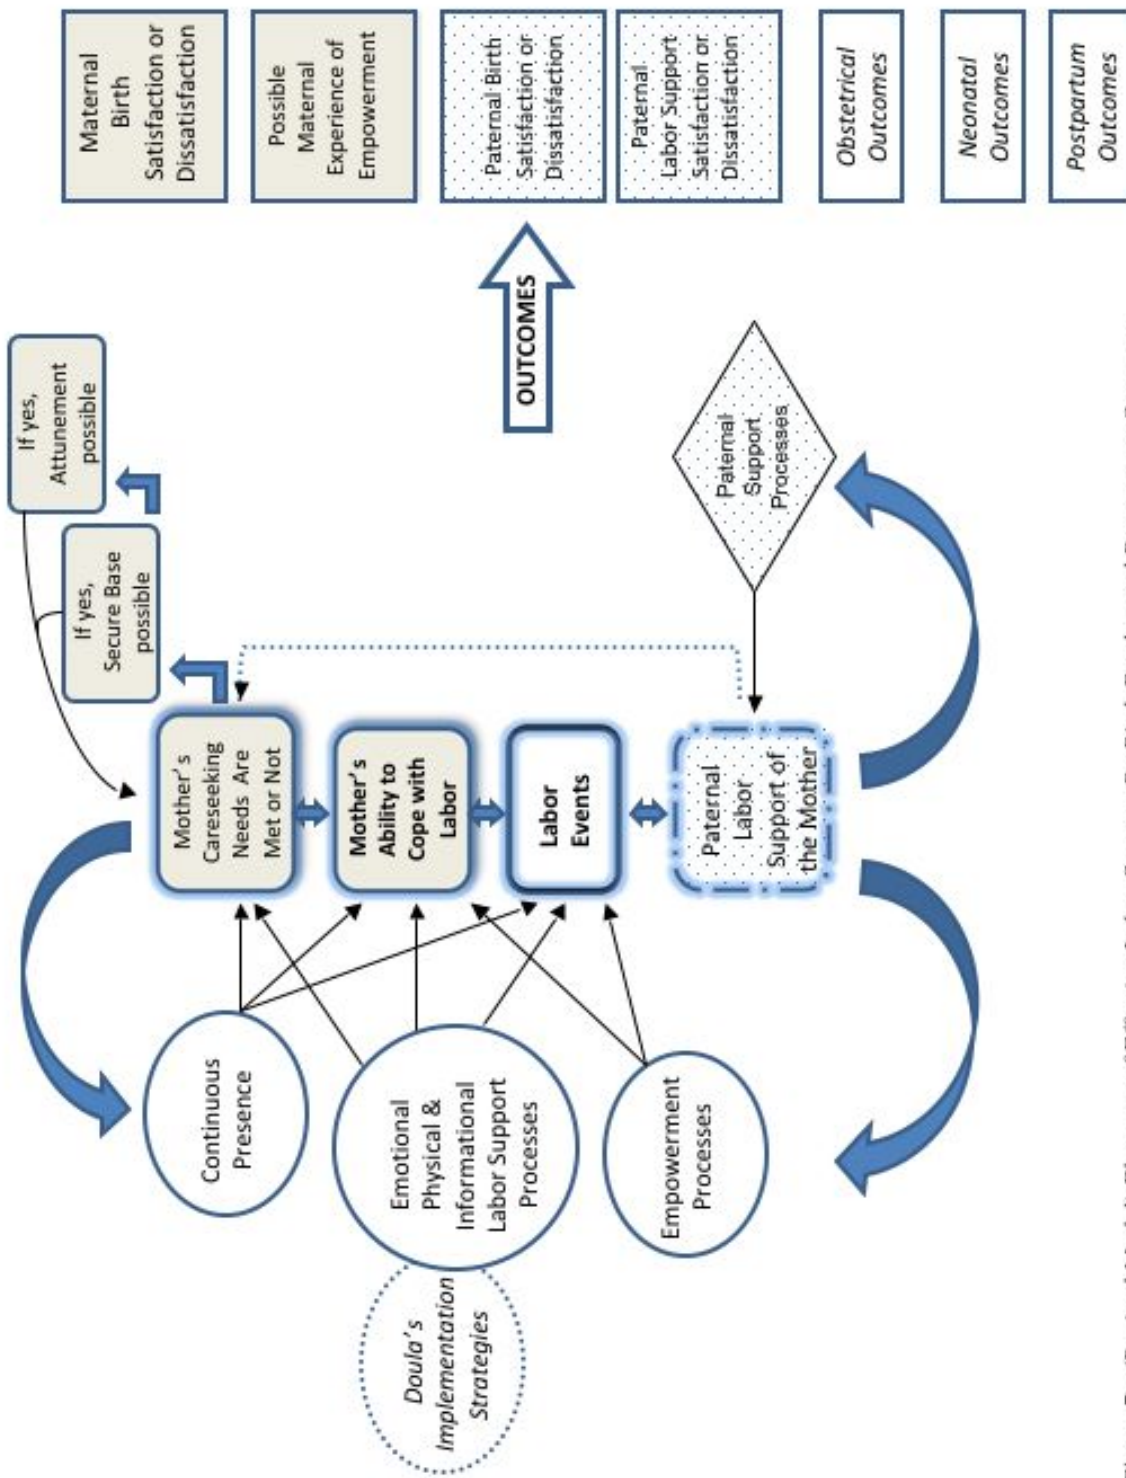 Doula's
Implementation
Strategies
Continuous
Presence
Emotional
Physical &
Informational
Labor Support
Processes
Empowerment
Processes
Mother's
Careseeking
Needs Are
Met or Not
Mother's
Ability to
Cope with
Labor
Labor
Events
Paternal
Labor
Support of
the Mother
If yes,
Secure Base
possible
If yes,
Attunement
possible
Paternal
Support
Processes
OUTCOMES
Maternal
Birth
Satisfaction or
Dissatisfaction
Possible
Maternal
Experience of
Empowerment
Paternal Birth
Satisfaction or
Dissatisfaction
Paternal
Labor Support
Satisfaction or
Dissatisfaction
Obstetrical
Outcomes
Neonatal
Outcomes
Postpartum
Outcomes